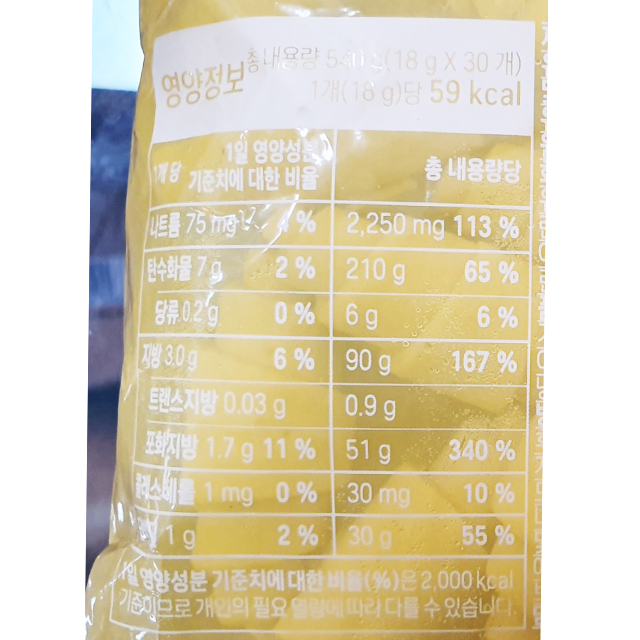 영양정보
총 내용량 540 g(18 g X 30 개)
1개(18 g)당 59 kcal
1개 당 1일 영양성분 기준치에 대한 비율 총 내용량당
나트륨 75 mg 4 % 2,250 mg 113 %
탄수화물 7 g 2 % 210 g 65 %
당류 0.2 g 0 % 6 g 6 %
지방 3.0 g 6 % 90 g 167 %
트랜스지방 0.03 g 0.9 g
포화지방 1.7 g 11 % 51 g 340 %
콜레스테롤 1 mg 0 % 30 mg 10 %
1 g 2 % 30 g 55 %
1일 영양성분 기준치에 대한 비율(%)은 2,000 kcal
기준이므로 개인의 필요 열량에 따라 다를 수 있습니다.